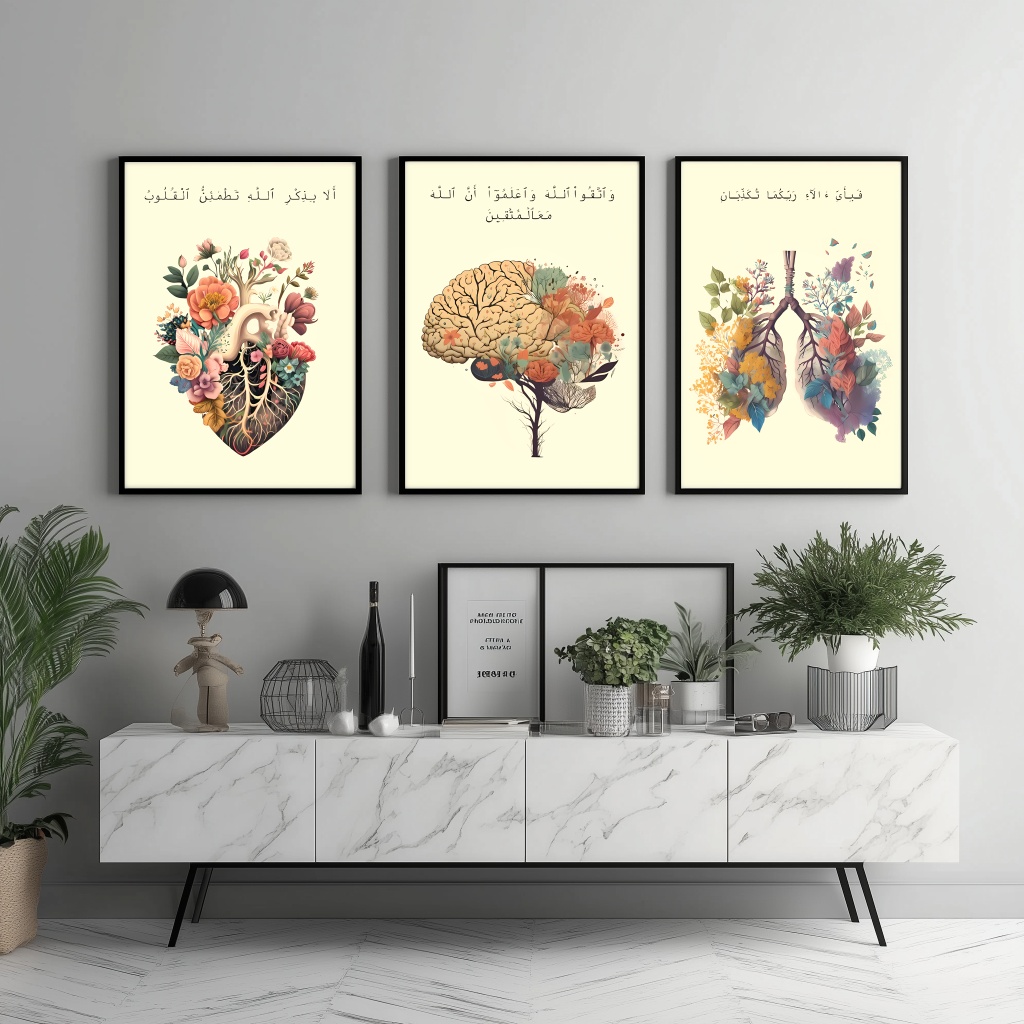 أَلَا بِذِكْرِ ٱللَّهِ تَطْمَئِنُّ ٱلْقُلُوبُ
وَٱتَّقُوا۟ ٱللَّهَ وَٱعْلَمُوٓا۟ أَنَّ ٱللَّهَ
مَعَ ٱلْمُتَّقِينَ
فَبِأَىِّ ءَالَآءِ رَبِّكُمَا تُكَذِّبَانِ